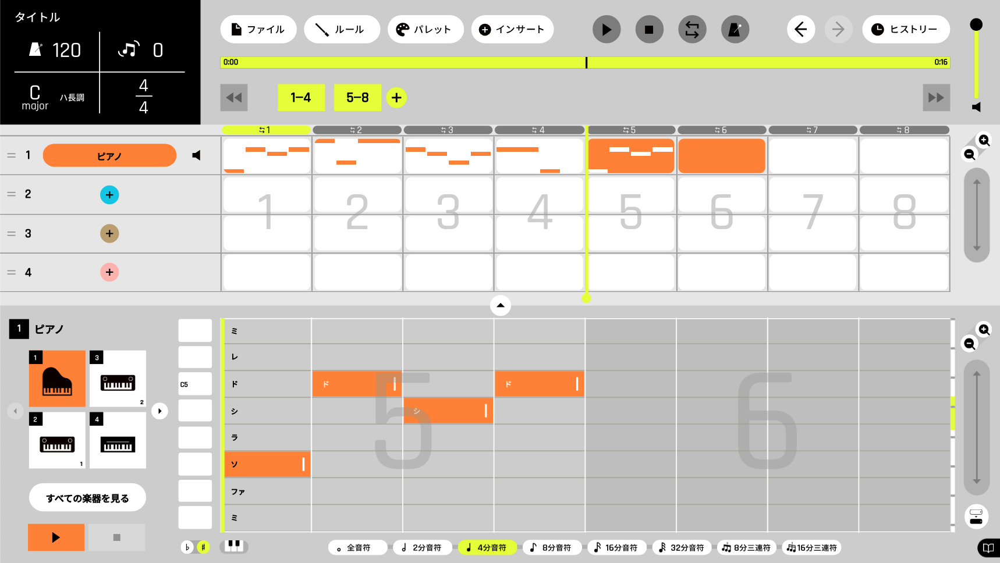 タイトル
120
0
C
major
ハ長調
4
4
ファイル
ルール
パレット
インサート
ヒストリー
0:00
0:16
1–4
5–8
1
2
3
4
5
6
7
8
1
ピアノ
2
3
4
1
2
3
4
5
6
7
8
1
ピアノ
1
3
2
2
4
1
すべての楽器を見る
C5
ミ
レ
ド
ド
ド
シ
シ
ラ
ソ
ファ
ミ
5
6
♭
♯
全音符
2分音符
4分音符
8分音符
16分音符
32分音符
8分三連符
16分三連符